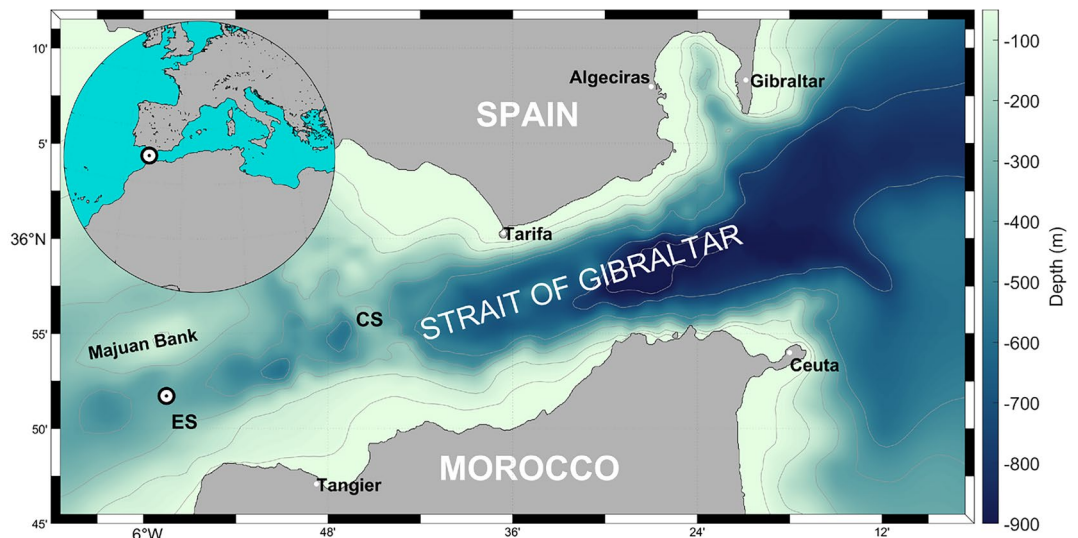 10'
5'
36°N
55'
50'
45'
6°W
48'
36'
24'
12'
Algeciras
Gibraltar
SPAIN
Tarifa
STRAIT OF GIBRALTAR
CS
Majuan Bank
ES
Ceuta
MOROCCO
Tangier
-100
-200
-300
-400
-500
-600
-700
-800
-900
Depth (m)